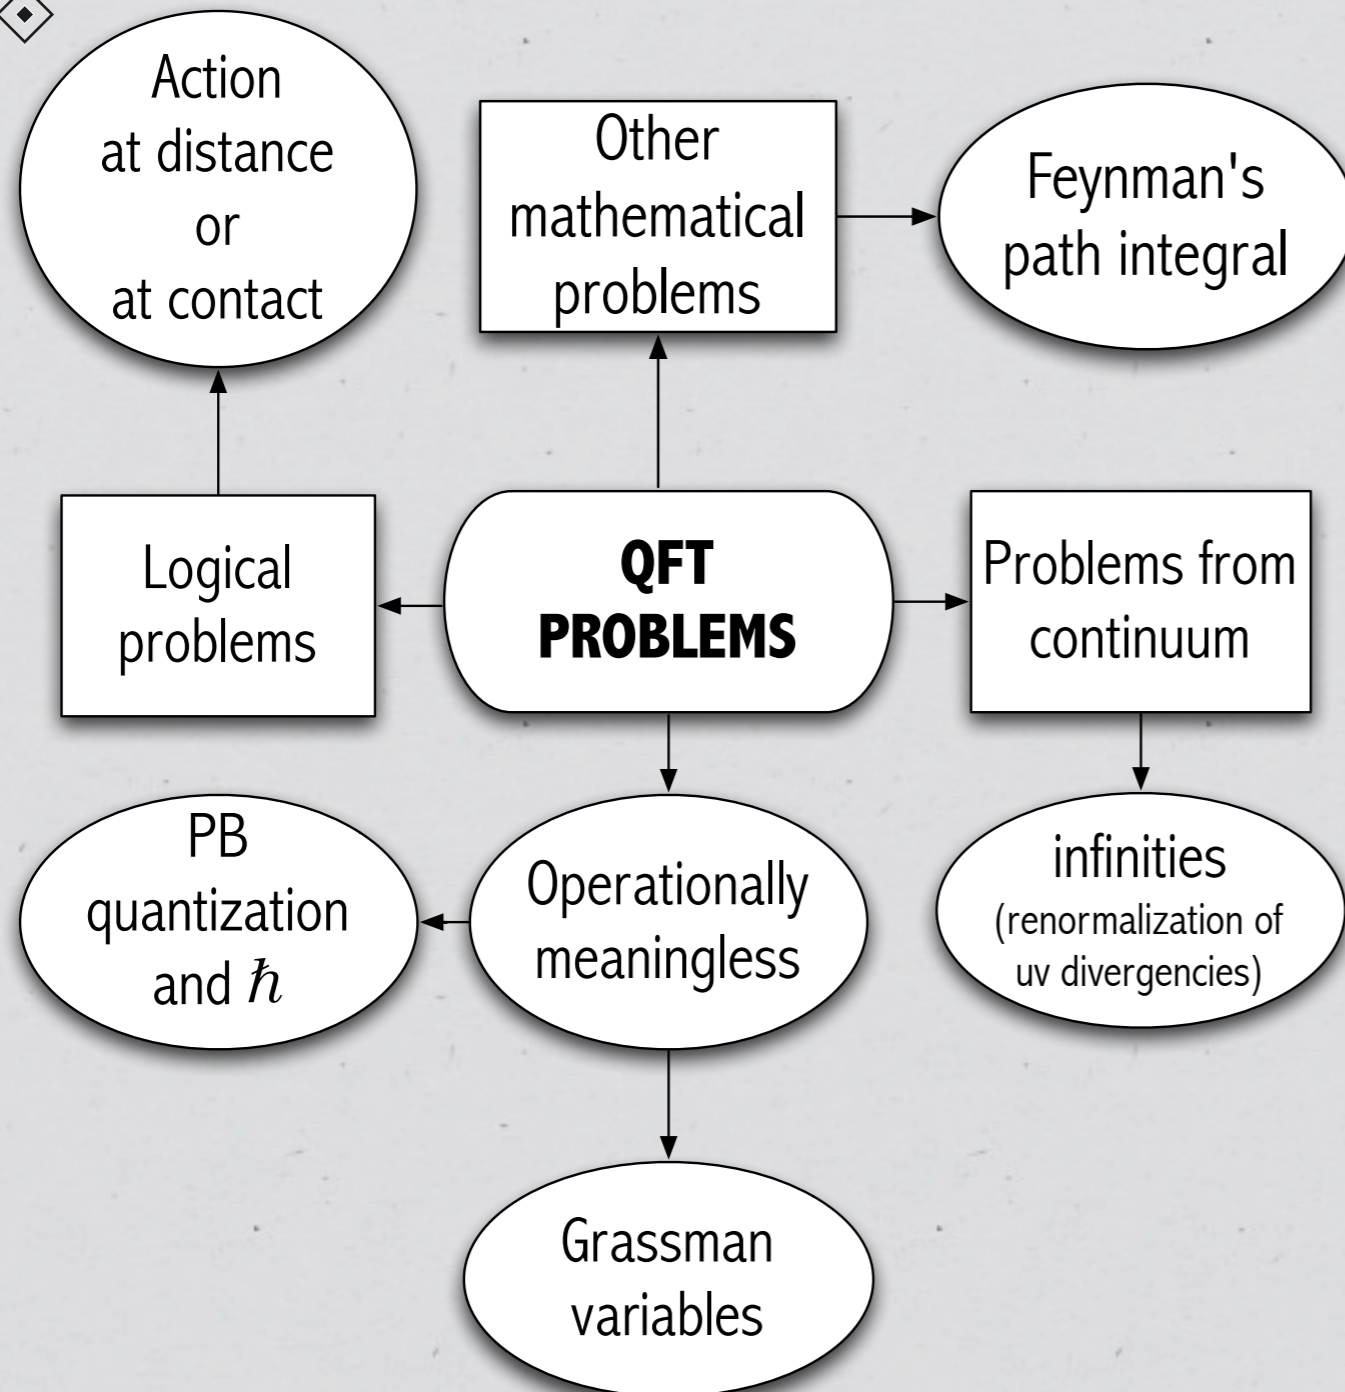 Action
at distance
or
at contact
Other
mathematical
problems
Feynman's
path integral
Logical
problems
QFT
PROBLEMS
Problems from
continuum
PB
quantization
and ℏ
Operationally
meaningless
infinities
(renormalization of
uv divergencies)
Grassman
variables